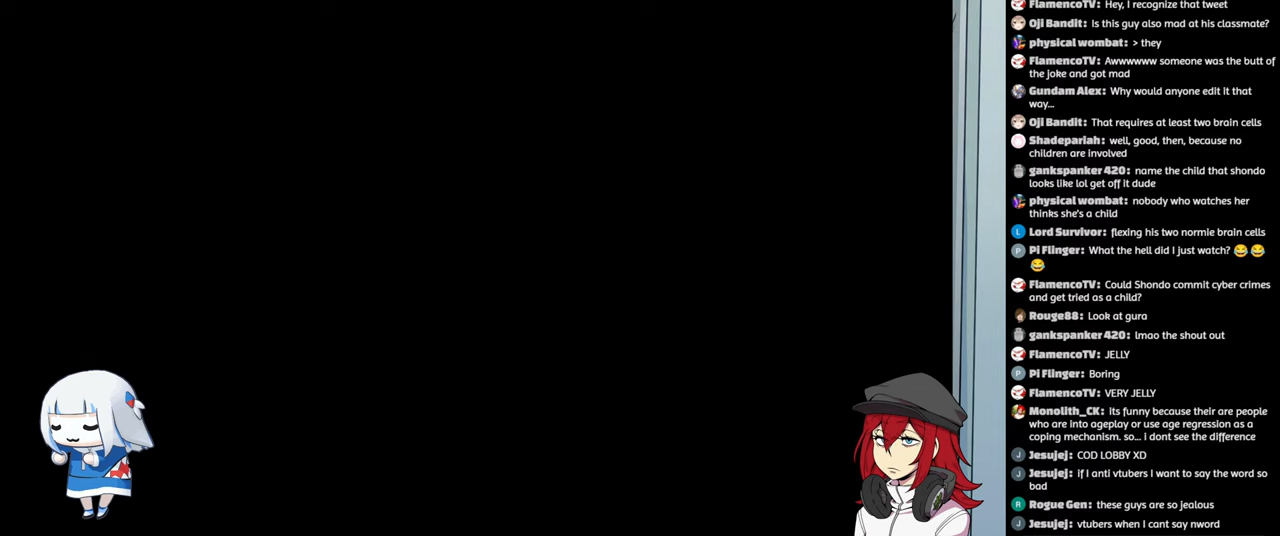 FlamencoTV: Hey, I recognize that tweet
Oji Bandit: Is this guy also mad at his classmate?
physical wombat: > they
FlamencoTV: Awwwwww someone was the butt of
the joke and got mad
Gundam Alex: Why would anyone edit it that
way...
Oji Bandit: That requires at least two brain cells
Shadepariah: well, good, then, because no
children are involved
gankspanker 420: name the child that shondo
looks like lol get off it dude
physical wombat: nobody who watches her
thinks she's a child
L Lord Survivor: flexing his two normie brain cells
P Pi Flinger: What the hell did I just watch? 😂 😂
😂
FlamencoTV: Could Shondo commit cyber crimes
and get tried as a child?
Rouge88: Look at gura
gankspanker 420: lmao the shout out
FlamencoTV: JELLY
P Pi Flinger: Boring
FlamencoTV: VERY JELLY
Monolith_CK: its funny because their are people
who are into ageplay or use age regression as a
coping mechanism. so... i dont see the difference
J Jesujej: COD LOBBY XD
J Jesujej: if I anti vtubers I want to say the word so
bad
R Rogue Gen: these guys are so jealous
J Jesujej: vtubers when I cant say nword